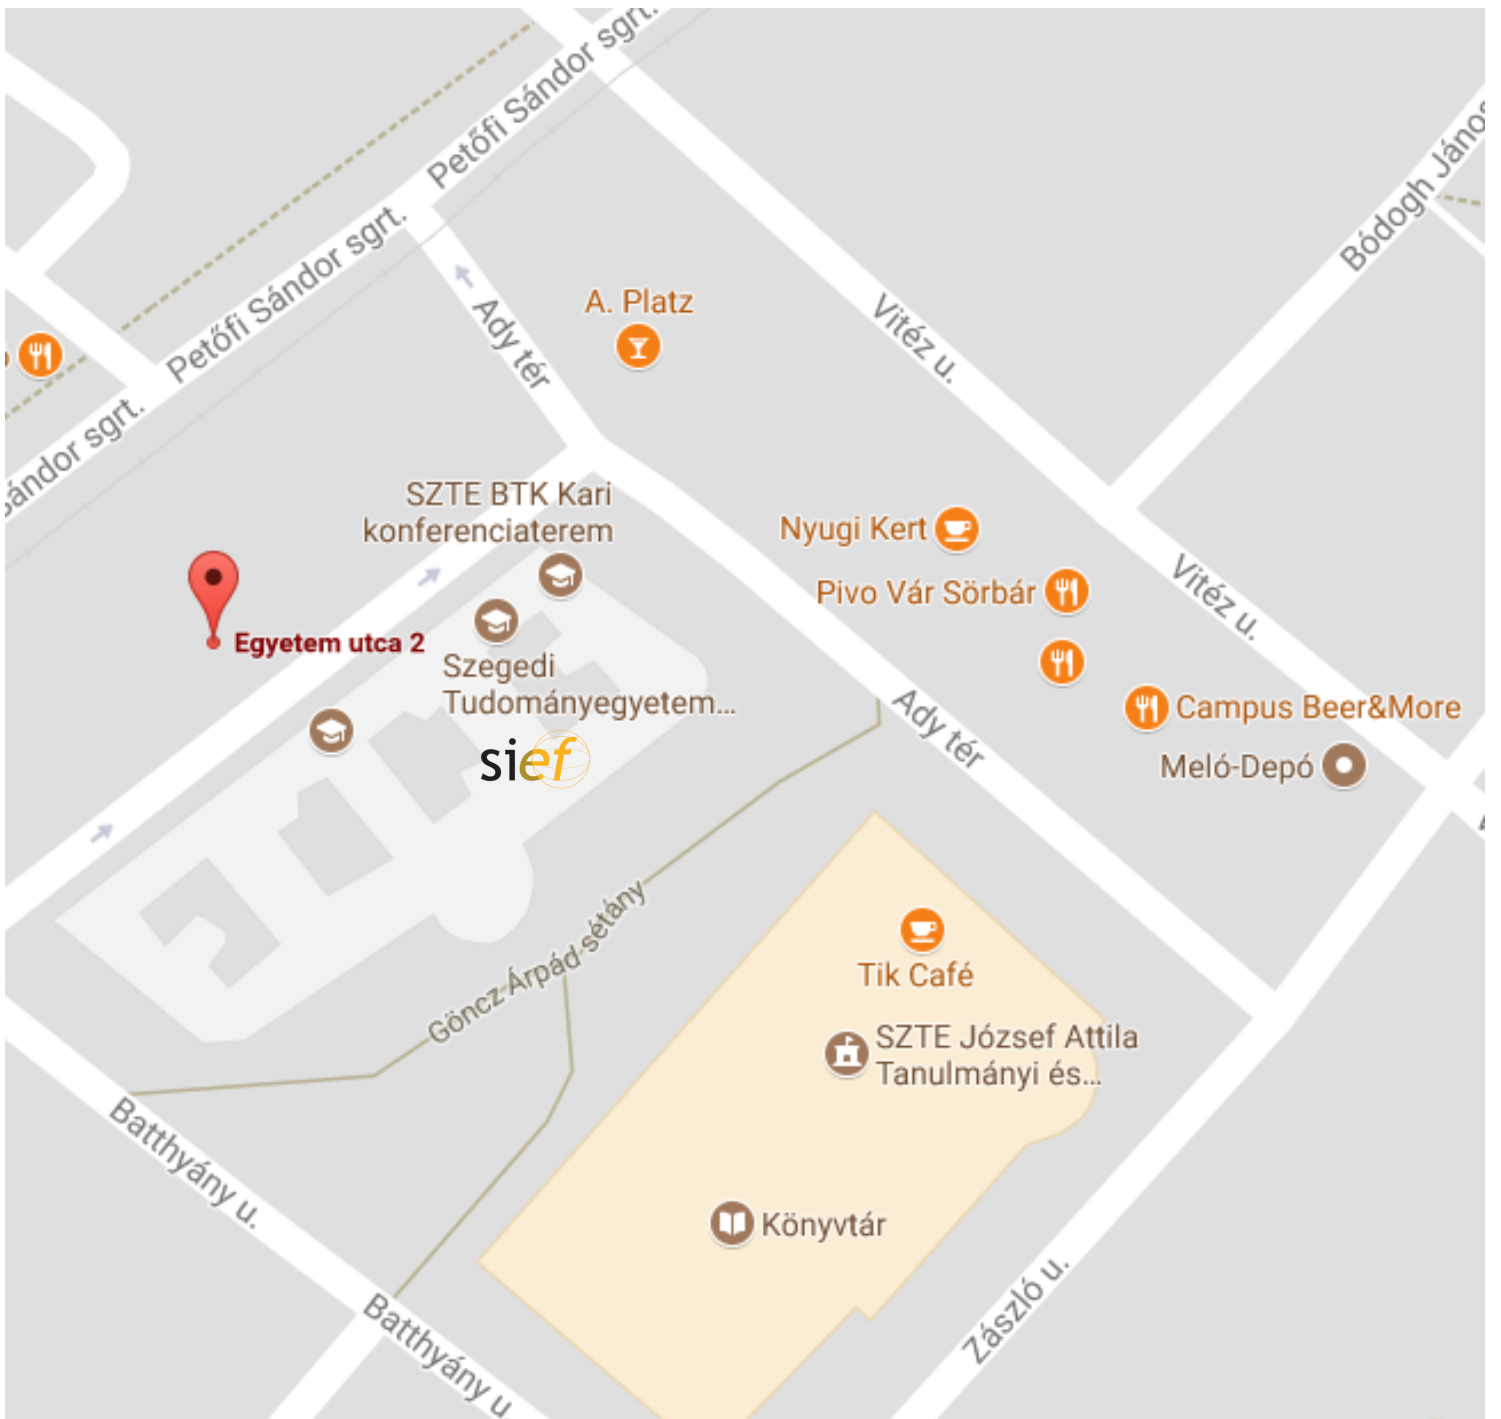 Petőfi Sándor sgrt.
Bódogh János
Petőfi Sándor sgrt.
A. Platz
Vitéz u.
Ady tér
Sándor sgrt.
SZTE BTK Kari
konferenciaterem
Nyugi Kert
Pivo Vár Sörbár
Vitéz u.
Egyetem utca 2
Szegedi
Tudományegyetem...
Campus Beer&More
Ady tér
sief
Meló-Depó
Göncz-Árpád-sétány
Tik Café
SZTE József Attila
Tanulmányi és...
Batthyány u.
Könyvtár
Zászló u.
Batthyány u.